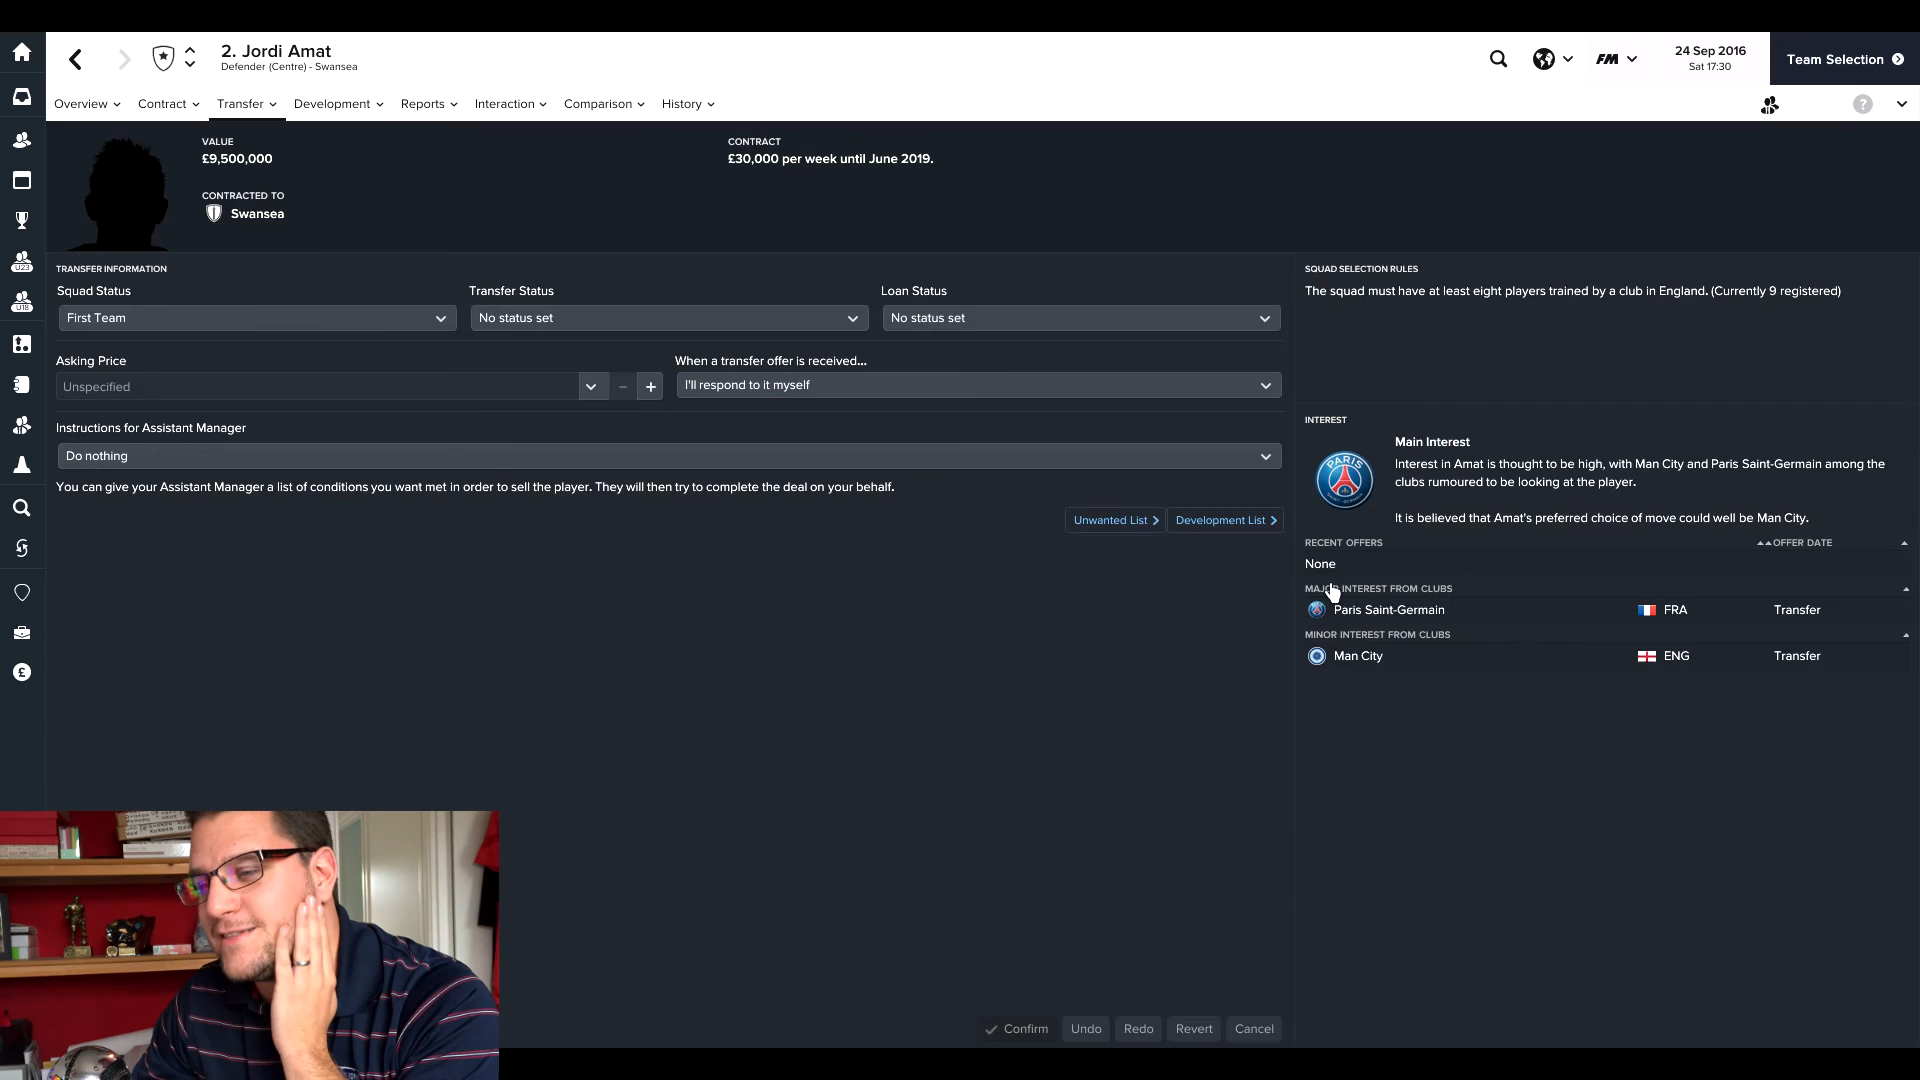 2. Jordi Amat
Defender (Centre) - Swansea
FM
24 Sep 2016
Sat 17:30
Team Selection
Overview
Contract
Transfer
Development
Reports
Interaction
Comparison
History
?
VALUE
£9,500,000
CONTRACT
£30,000 per week until June 2019.
CONTRACTED TO
Swansea
U23
U18
£
TRANSFER INFORMATION
Squad Status
Transfer Status
Loan Status
First Team
No status set
No status set
Asking Price
When a transfer offer is received...
Unspecified
I'll respond to it myself
Instructions for Assistant Manager
Do nothing
You can give your Assistant Manager a list of conditions you want met in order to sell the player. They will then try to complete the deal on your behalf.
Unwanted List
Development List
SQUAD SELECTION RULES
The squad must have at least eight players trained by a club in England. (Currently 9 registered)
INTEREST
PARIS
SAINT-GERMAIN
Main Interest
Interest in Amat is thought to be high, with Man City and Paris Saint-Germain among the
clubs rumoured to be looking at the player.
It is believed that Amat's preferred choice of move could well be Man City.
RECENT OFFERS
OFFER DATE
None
MAJOR INTEREST FROM CLUBS
Paris Saint-Germain
FRA
Transfer
MINOR INTEREST FROM CLUBS
Man City
ENG
Transfer
Confirm
Undo
Redo
Revert
Cancel